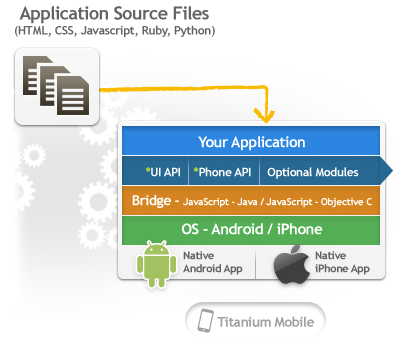 Application Source Files
(HTML, CSS, Javascript, Ruby, Python)
Your Application
*UI API *Phone API Optional Modules
Bridge - JavaScript - Java / JavaScript - Objective C
OS - Android / iPhone
Native
Android App
Native
iPhone App
Titanium Mobile